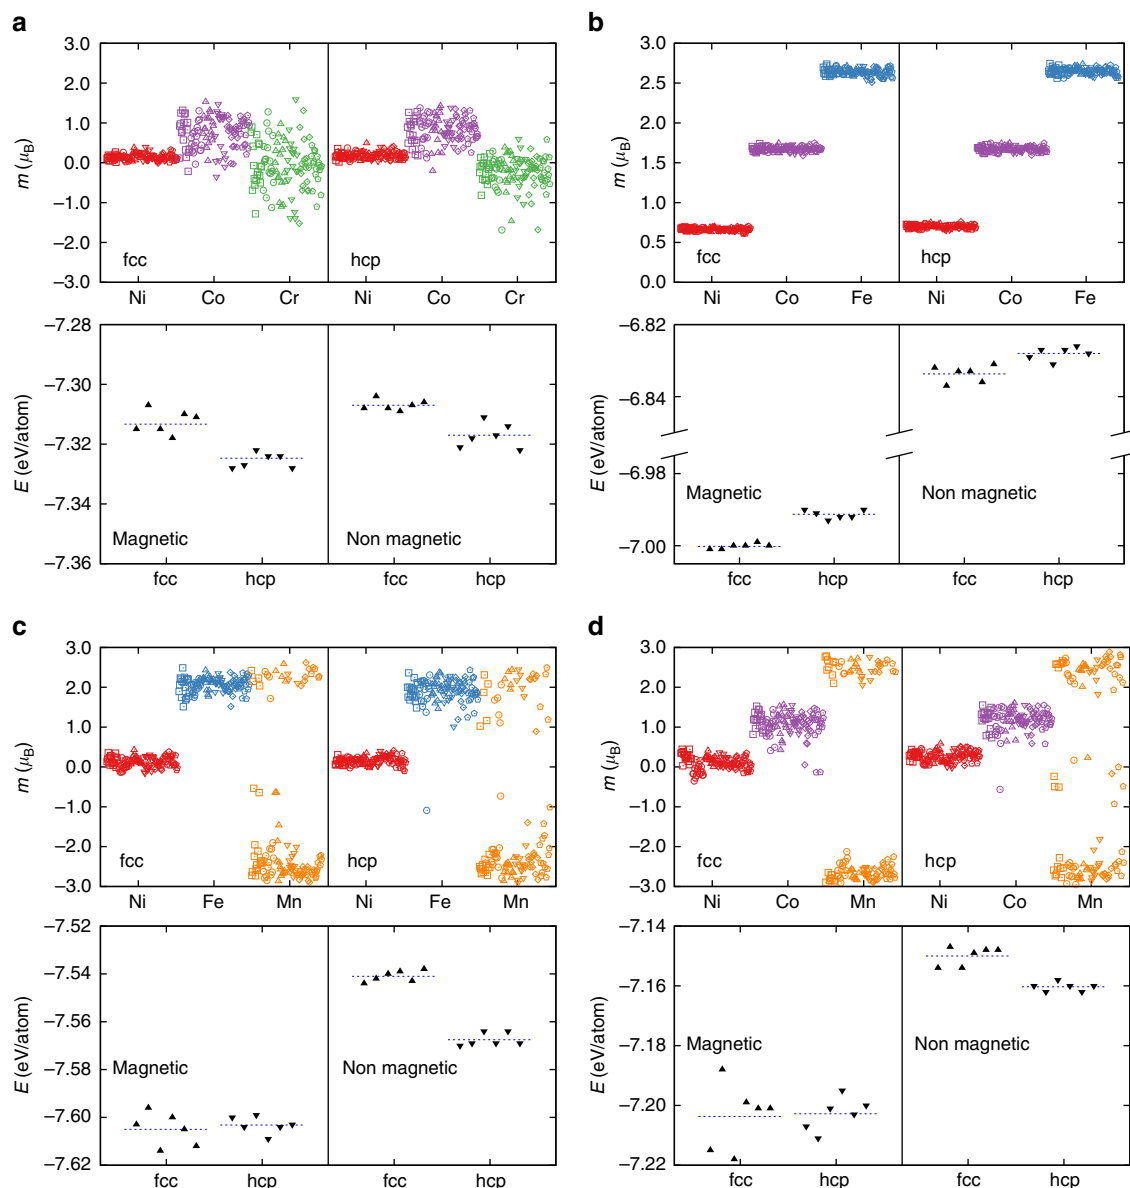 a
3.0
2.0
1.0
0.0
−1.0
−2.0
−3.0
m (μB)
fcc
hcp
Ni Co Cr Ni Co Cr
−7.28
−7.30
−7.32
−7.34
−7.36
E (eV/atom)
Magnetic
Non magnetic
fcc hcp fcc hcp
b
3.0
2.5
2.0
1.5
1.0
0.5
0.0
m (μB)
fcc
hcp
Ni Co Fe Ni Co Fe
−6.82
−6.84
−6.98
−7.00
E (eV/atom)
Magnetic
Non magnetic
fcc hcp fcc hcp
c
3.0
2.0
1.0
0.0
−1.0
−2.0
−3.0
m (μB)
fcc
hcp
Ni Fe Mn Ni Fe Mn
−7.52
−7.54
−7.56
−7.58
−7.60
−7.62
E (eV/atom)
Magnetic
Non magnetic
fcc hcp fcc hcp
d
3.0
2.0
1.0
0.0
−1.0
−2.0
−3.0
m (μB)
fcc
hcp
Ni Co Mn Ni Co Mn
−7.14
−7.16
−7.18
−7.20
−7.22
E (eV/atom)
Magnetic
Non magnetic
fcc hcp fcc hcp